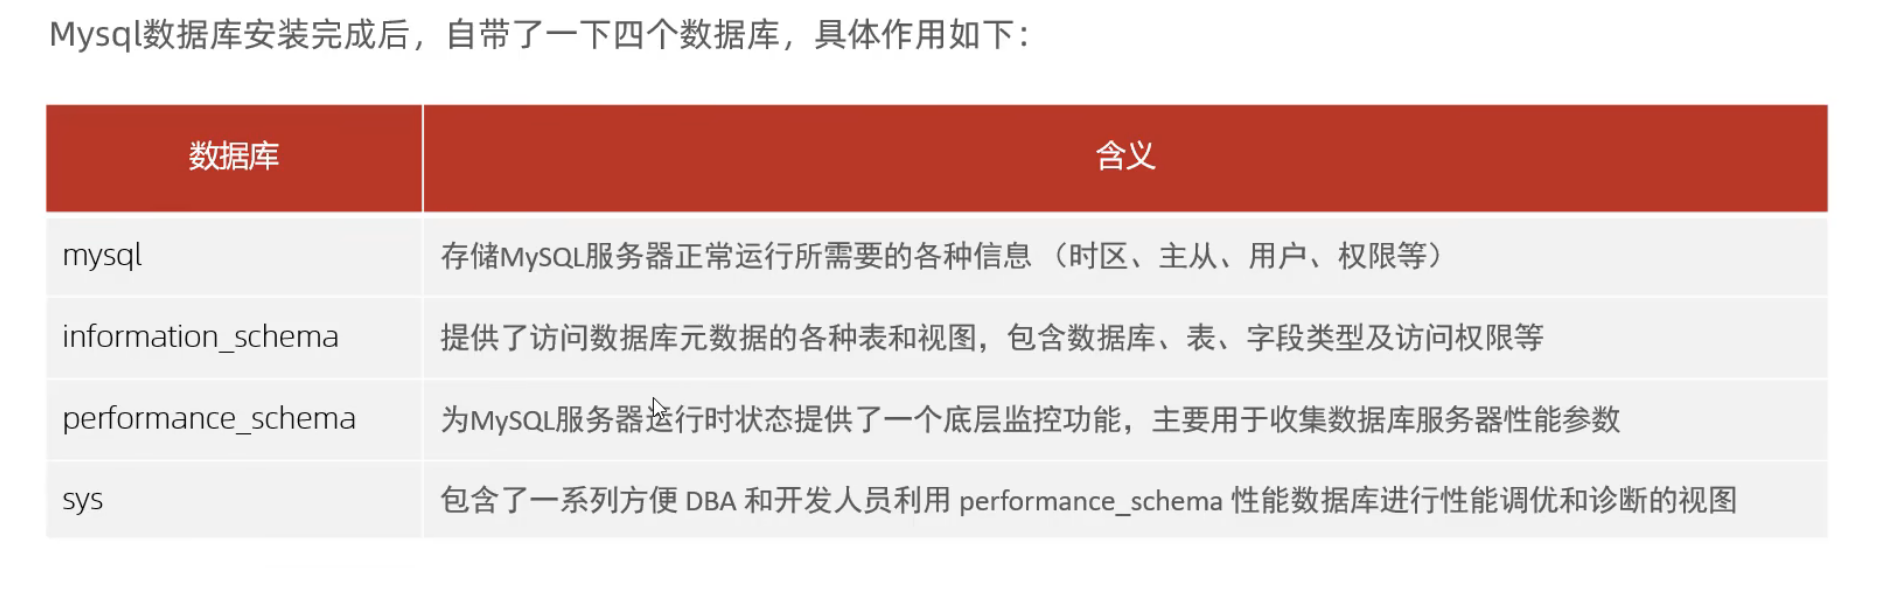 Mysql数据库安装完成后，自带了一下四个数据库，具体作用如下：
数据库 含义
mysql 存储MySQL服务器正常运行所需要的各种信息 （时区、主从、用户、权限等）
information_schema 提供了访问数据库元数据的各种表和视图，包含数据库、表、字段类型及访问权限等
performance_schema 为MySQL服务器运行时状态提供了一个底层监控功能，主要用于收集数据库服务器性能参数
sys 包含了一系列方便 DBA 和开发人员利用 performance_schema 性能数据库进行性能调优和诊断的视图